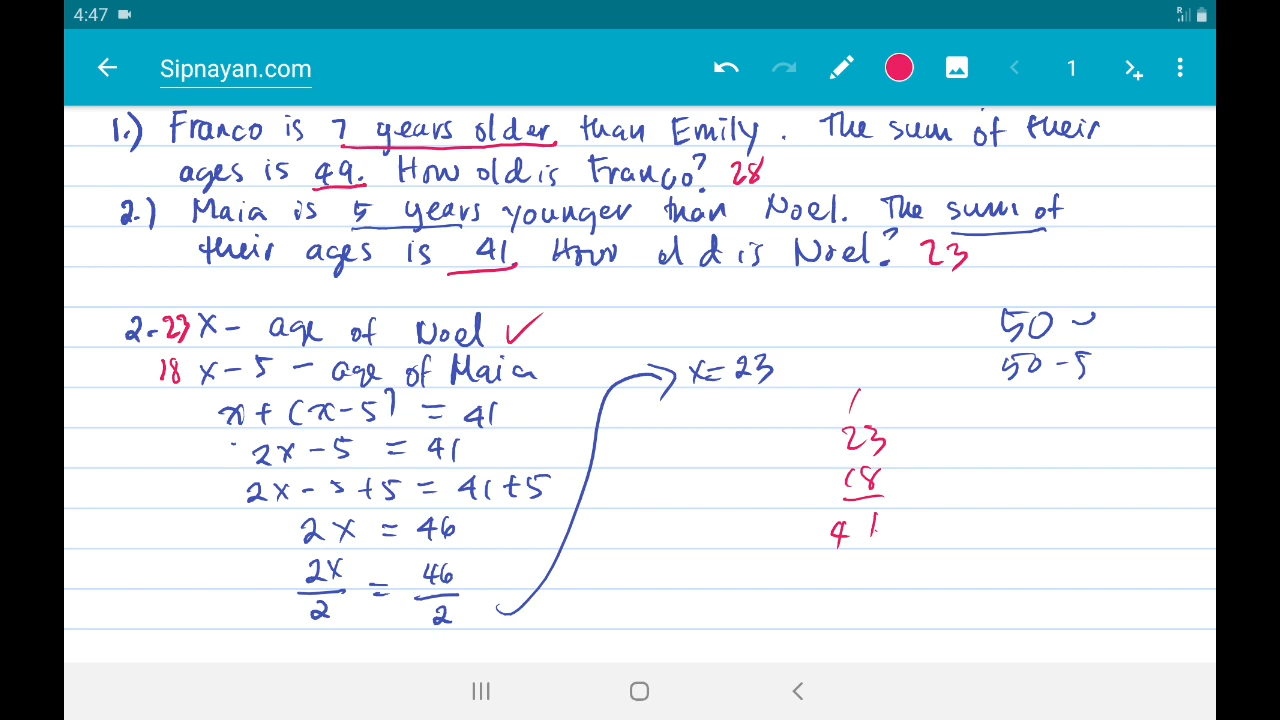 4:47
R
Sipnayan.com
1
1.) Franco is 7 years older than Emily. The sum of their
ages is 49. How old is Franco? 28
2.) Maia is 5 years younger than Noel. The sum of
their ages is 41. How old is Noel? 23
2. 23 x - age of Noel ✓
50
18 x - 5 - age of Maia
50 - 5
x = 23
x + (x - 5) = 41
2x - 5 = 41
2x - 5 + 5 = 41 + 5
2x = 46
2x/2 = 46/2
1
23
18
41